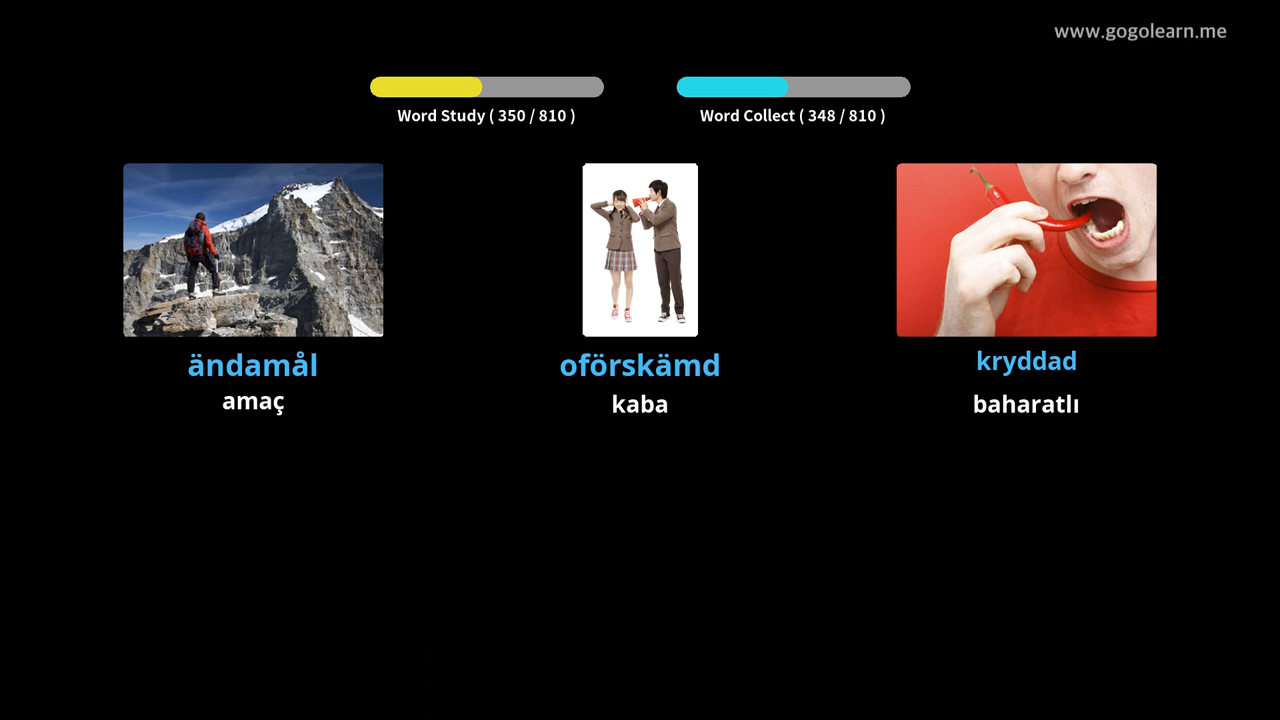 www.gogolearn.me
Word Study ( 350 / 810 )
Word Collect ( 348 / 810 )
ändamål
amaç
oförskämd
kaba
kryddad
baharatlı